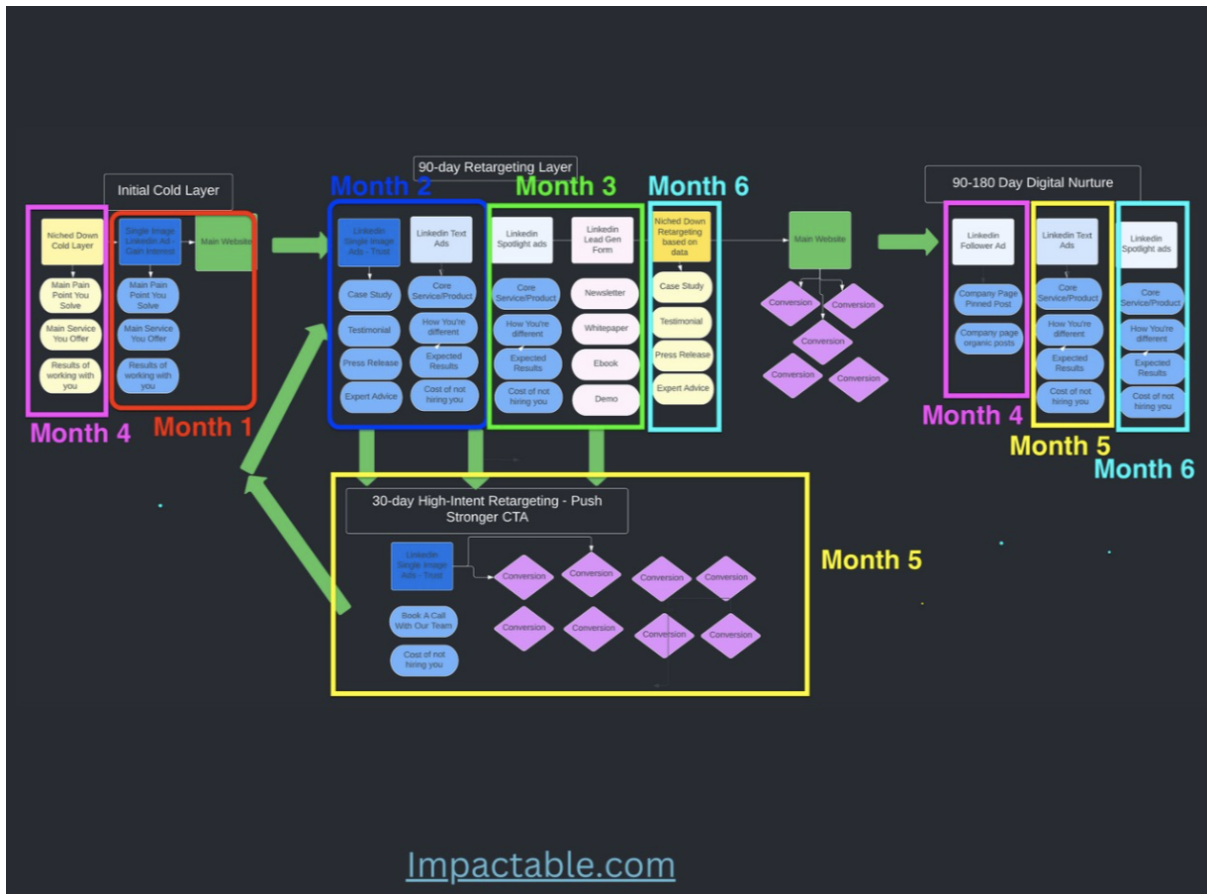 90-day Retargeting Layer
Initial Cold Layer
Month 2
Month 3
Month 6
90-180 Day Digital Nurture
Niched Down
Cold Layer
Single Image
Linkedin Ad -
Gain Interest
Main Website
Linkedin
Single Image
Ads - Trust
Linkedin Text
Ads
Linkedin
Spotlight ads
Linkedin
Lead Gen
Form
Niched Down
Retargeting
based on
data
Main Website
Linkedin
Follower Ad
Linkedin Text
Ads
Linkedin
Spotlight ads
Main Pain
Point You
Solve
Main Service
You Offer
Results of
working with
you
Main Pain
Point You
Solve
Main Service
You Offer
Results of
working with
you
Case Study
Testimonial
Press Release
Expert Advice
Core
Service/Product
How You're
different
Expected
Results
Cost of not
hiring you
Core
Service/Product
How You're
different
Expected
Results
Cost of not
hiring you
Newsletter
Whitepaper
Ebook
Demo
Case Study
Testimonial
Press Release
Expert Advice
Conversion
Conversion
Conversion
Conversion
Conversion
Company Page
Pinned Post
Company page
organic posts
Core
Service/Product
How You're
different
Expected
Results
Cost of not
hiring you
Core
Service/Product
How You're
different
Expected
Results
Cost of not
hiring you
Month 4
Month 1
Month 4
Month 5
Month 6
30-day High-Intent Retargeting - Push
Stronger CTA
Linkedin
Single Image
Ads - Trust
Book A Call
With Our Team
Cost of not
hiring you
Conversion
Conversion
Conversion
Conversion
Conversion
Conversion
Conversion
Conversion
Month 5
Impactable.com